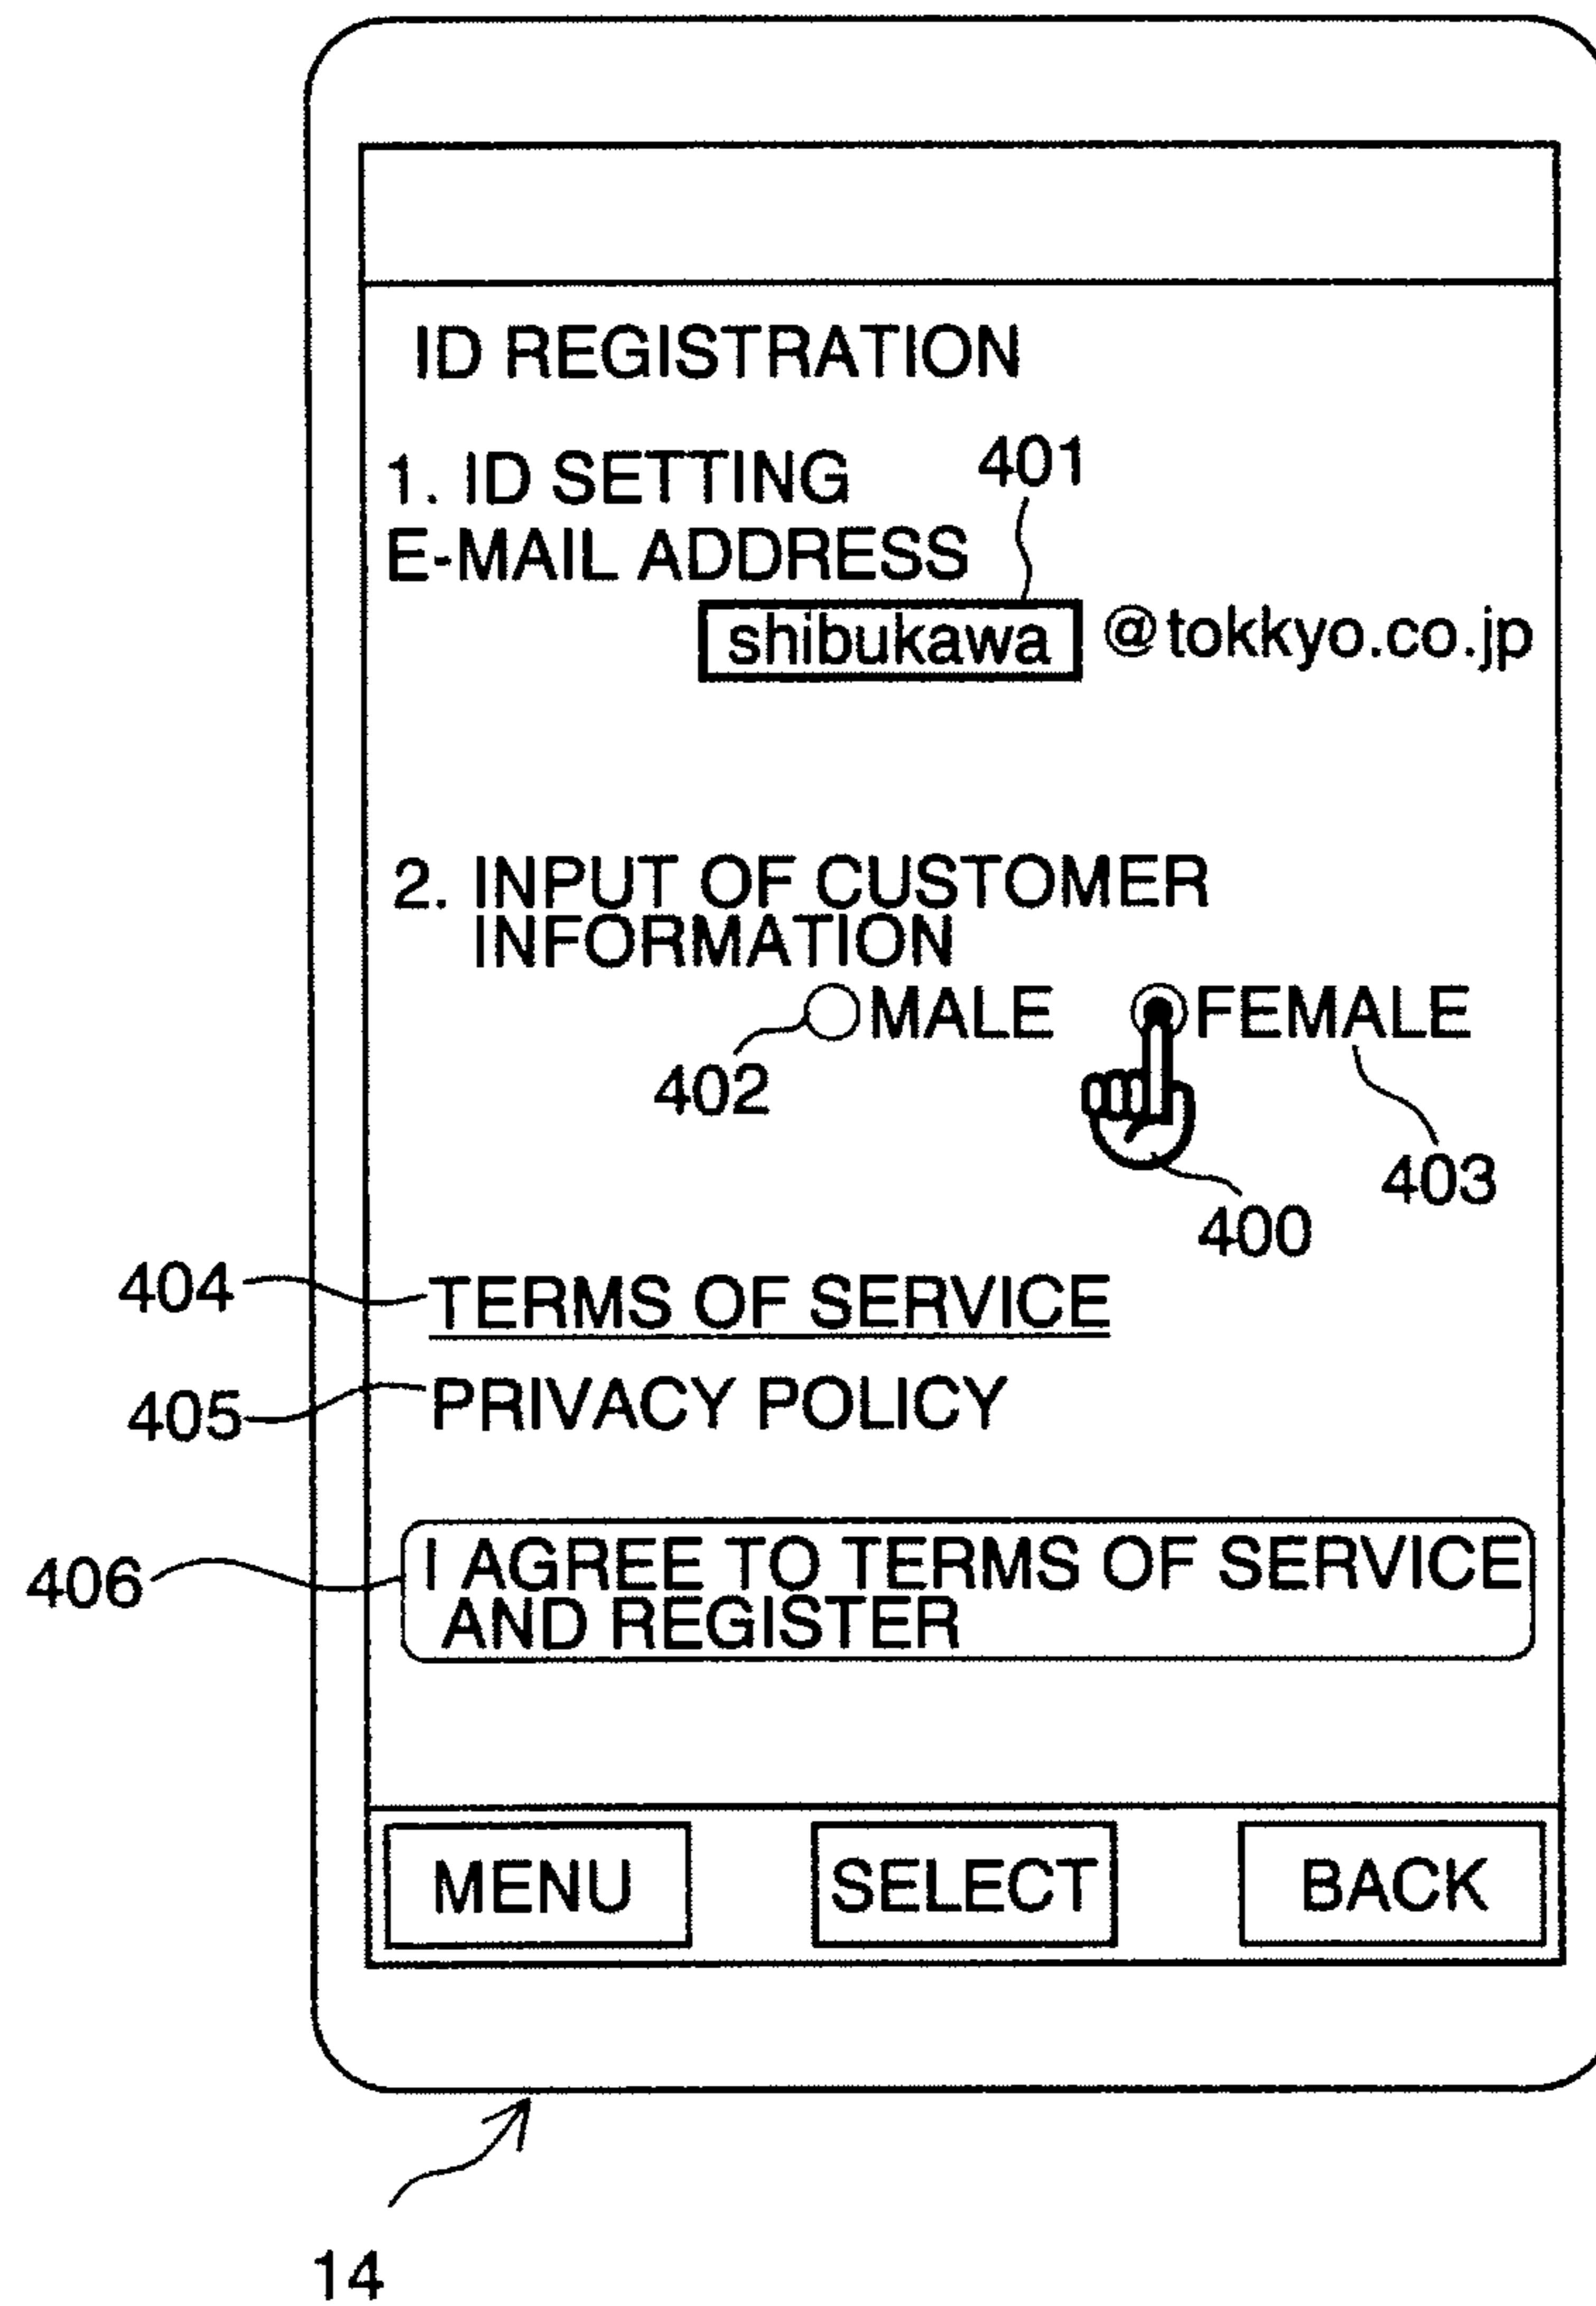 ID REGISTRATION
1. ID SETTING
401
E-MAIL ADDRESS
shibukawa @tokkyo.co.jp
2. INPUT OF CUSTOMER
INFORMATION
MALE FEMALE
402
403
400
404 TERMS OF SERVICE
405 PRIVACY POLICY
406 I AGREE TO TERMS OF SERVICE
AND REGISTER
MENU SELECT BACK
14